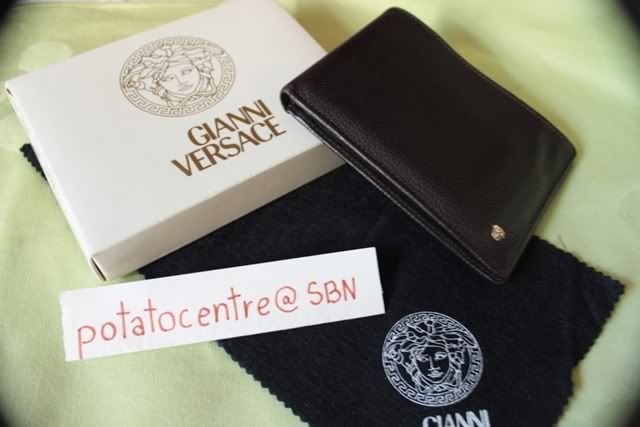 GIANNI
VERSACE
potatocentre@ SBN
GIANNI